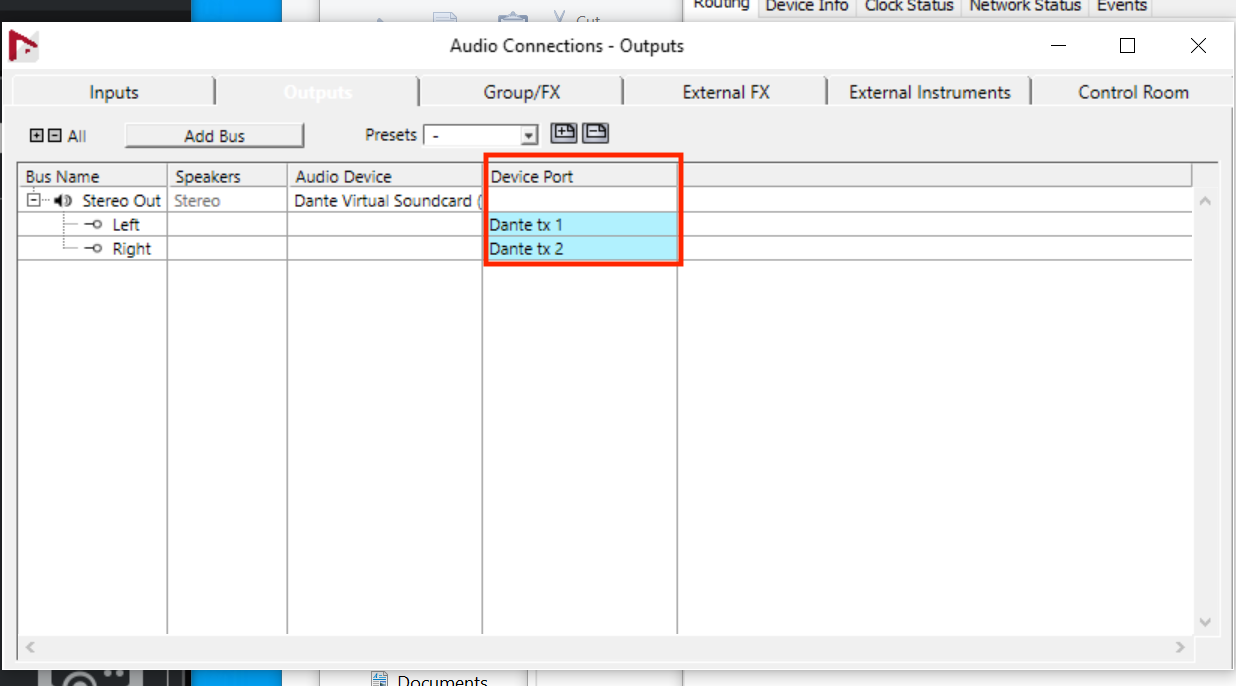 Cut
Routing Device Info Clock Status Network Status Events
Audio Connections - Outputs
Inputs Outputs Group/FX External FX External Instruments Control Room
All Add Bus Presets -
Bus Name Speakers Audio Device Device Port
Stereo Out Stereo Dante Virtual Soundcard (
Left Dante tx 1
Right Dante tx 2
Documents